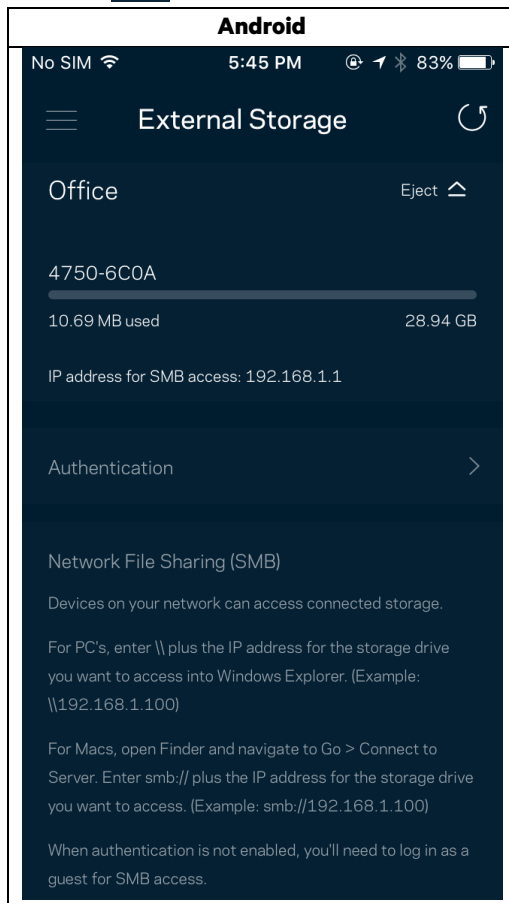 Android
No SIM 5:45 PM 83%
External Storage
Office Eject
4750-6C0A
10.69 MB used 28.94 GB
IP address for SMB access: 192.168.1.1
Authentication
Network File Sharing (SMB)
Devices on your network can access connected storage.
For PC's, enter \\ plus the IP address for the storage drive
you want to access into Windows Explorer. (Example:
\\192.168.1.100)
For Macs, open Finder and navigate to Go > Connect to
Server. Enter smb:// plus the IP address for the storage drive
you want to access. (Example: smb://192.168.1.100)
When authentication is not enabled, you'll need to log in as a
guest for SMB access.